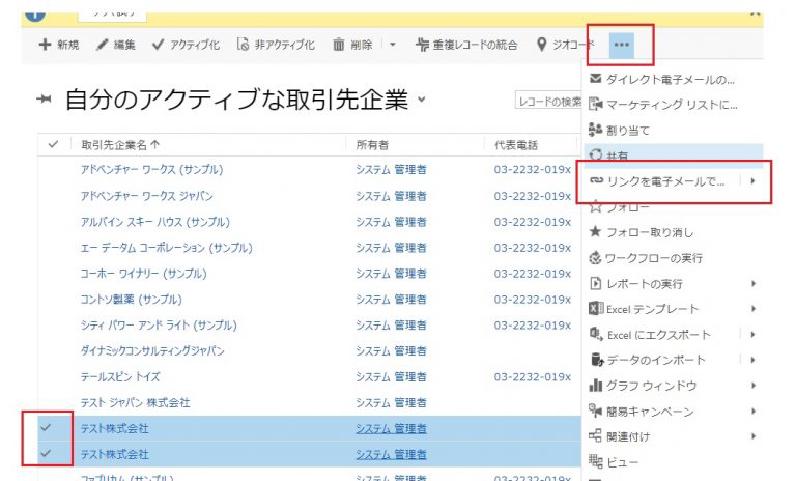 新規 編集 アクティブ化 非アクティブ化 削除 重複レコードの統合 ジオコード ...
自分のアクティブな取引先企業
レコードの検索
取引先企業名 所有者 代表電話
アドベンチャー ワークス (サンプル) システム 管理者 03-2232-019x
アドベンチャー ワークス ジャパン システム 管理者 03-2232-019x
アルパイン スキー ハウス (サンプル) システム 管理者 03-2232-019x
エー データム コーポレーション (サンプル) システム 管理者 03-2232-019x
コーホー ワイナリー (サンプル) システム 管理者 03-2232-019x
コントソ製薬 (サンプル) システム 管理者 03-2232-019x
シティ パワー アンド ライト (サンプル) システム 管理者 03-2232-019x
ダイナミックコンサルティングジャパン システム 管理者
テールスピン トイズ システム 管理者 03-2232-019x
テスト ジャパン 株式会社 システム 管理者
テスト株式会社 システム 管理者
テスト株式会社 システム 管理者
ファブリカム (サンプル) システム 管理者 03-2232-019x
ダイレクト電子メールの...
マーケティング リストに...
割り当て
共有
リンクを電子メールで...
フォロー
フォロー取り消し
ワークフローの実行
レポートの実行
Excel テンプレート
Excel にエクスポート
データのインポート
グラフ ウィンドウ
簡易キャンペーン
関連付け
ビュー